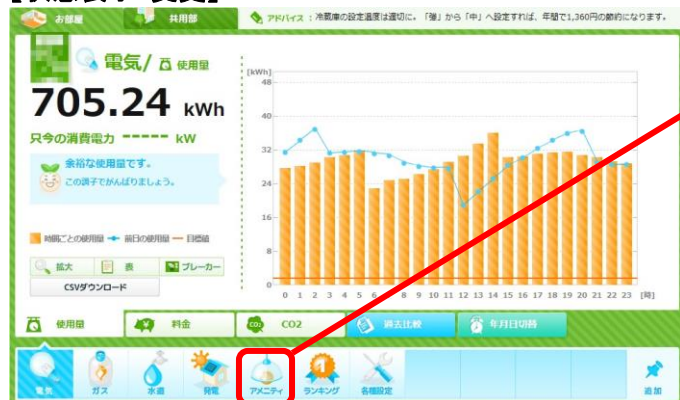 お部屋
共用部
アドバイス：冷蔵庫の設定温度は適切に。「強」から「中」へ設定すれば、年間で1,360円の節約になります。
電気/ 使用量
705.24 kWh
只今の消費電力 ----- kW
余裕な使用量です。
この調子でがんばりましょう。
時間ごとの使用量 前日の使用量 目標値
拡大 表 ブレーカー
CSVダウンロード
[kWh]
48
40
32
24
16
8
0
0 1 2 3 4 5 6 7 8 9 10 11 12 13 14 15 16 17 18 19 20 21 22 23 [時]
使用量 料金 CO2 過去比較 年月日切替
電気 ガス 水道 発電 アメニティ ランキング 各種設定 追加